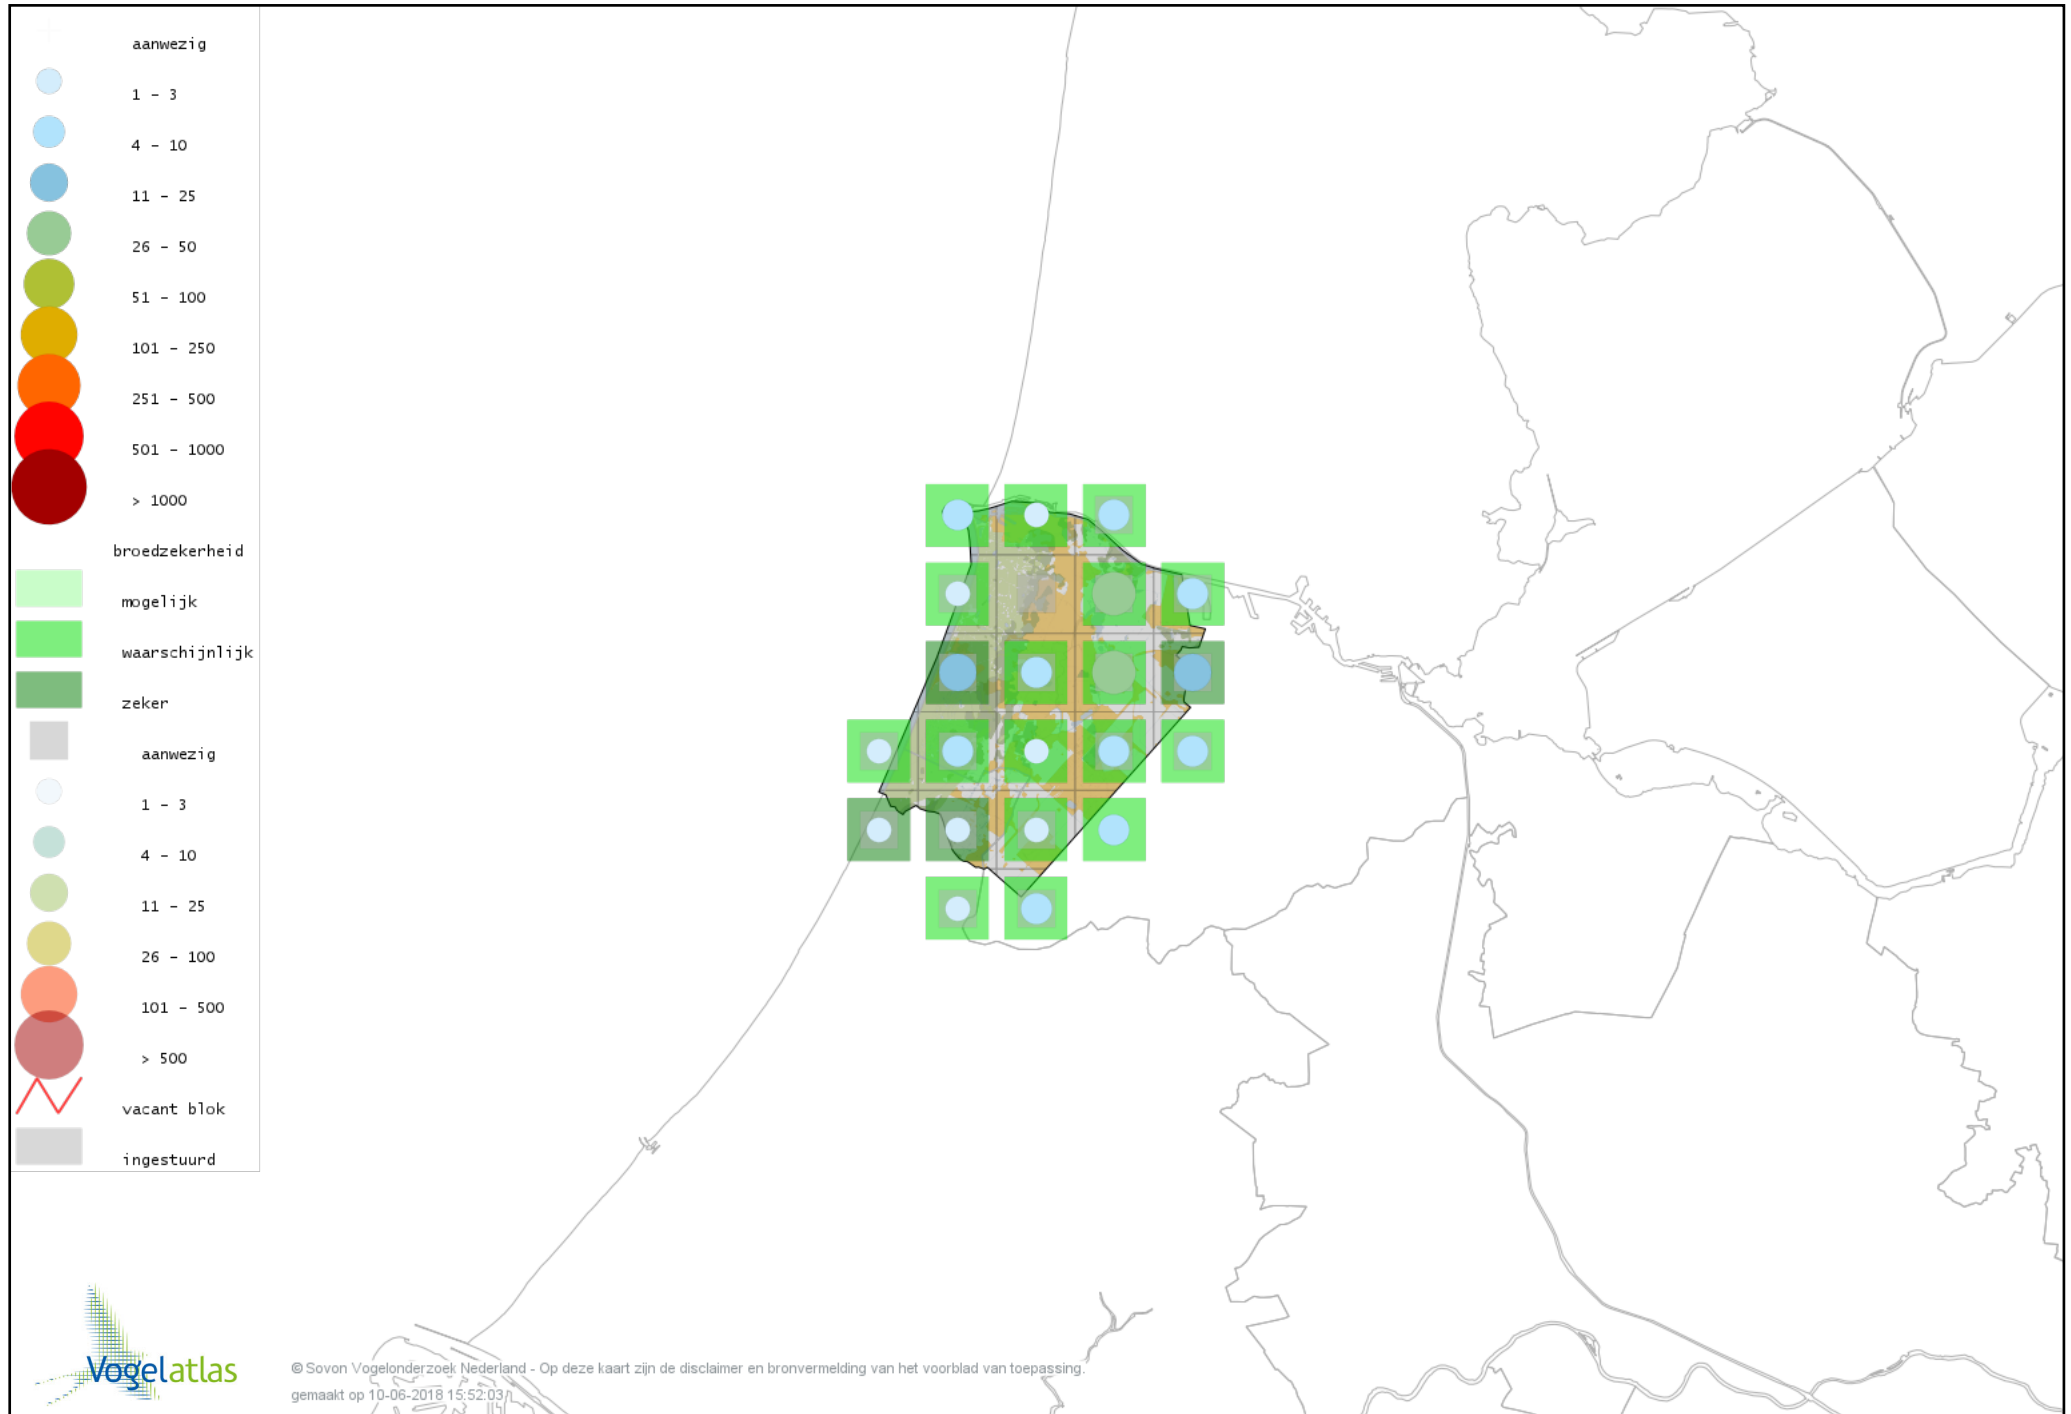 aanwezig
1 - 3
4 - 10
11 - 25
26 - 50
51 - 100
101 - 250
251 - 500
501 - 1000
> 1000
broedzekerheid
mogelijk
waarschijnlijk
zeker
aanwezig
1 - 3
4 - 10
11 - 25
26 - 100
101 - 500
> 500
vacant blok
ingestuurd
Vogelatlas
© Sovon Vogelonderzoek Nederland - Op deze kaart zijn de disclaimer en bronvermelding van het voorblad van toepassing.
gemaakt op 10-06-2018 15:52:03